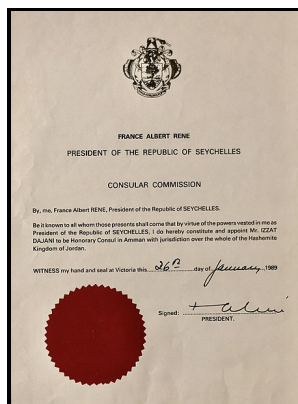 FRANCE ALBERT RENE
PRESIDENT OF THE REPUBLIC OF SEYCHELLES
CONSULAR COMMISSION
By, me, France Albert RENE, President of the Republic of SEYCHELLES.
Be it known to all whom those presents shall come that by virtue of the powers vested in me as
President of the Republic of SEYCHELLES, I do hereby constitute and appoint Mr. IZZAT
DAJANI to be Honorary Consul in Amman with jurisdiction over the whole of the Hashemite
Kingdom of Jordan.
WITNESS my hand and seal at Victoria this 26th day of January 1989
Signed:
PRESIDENT.